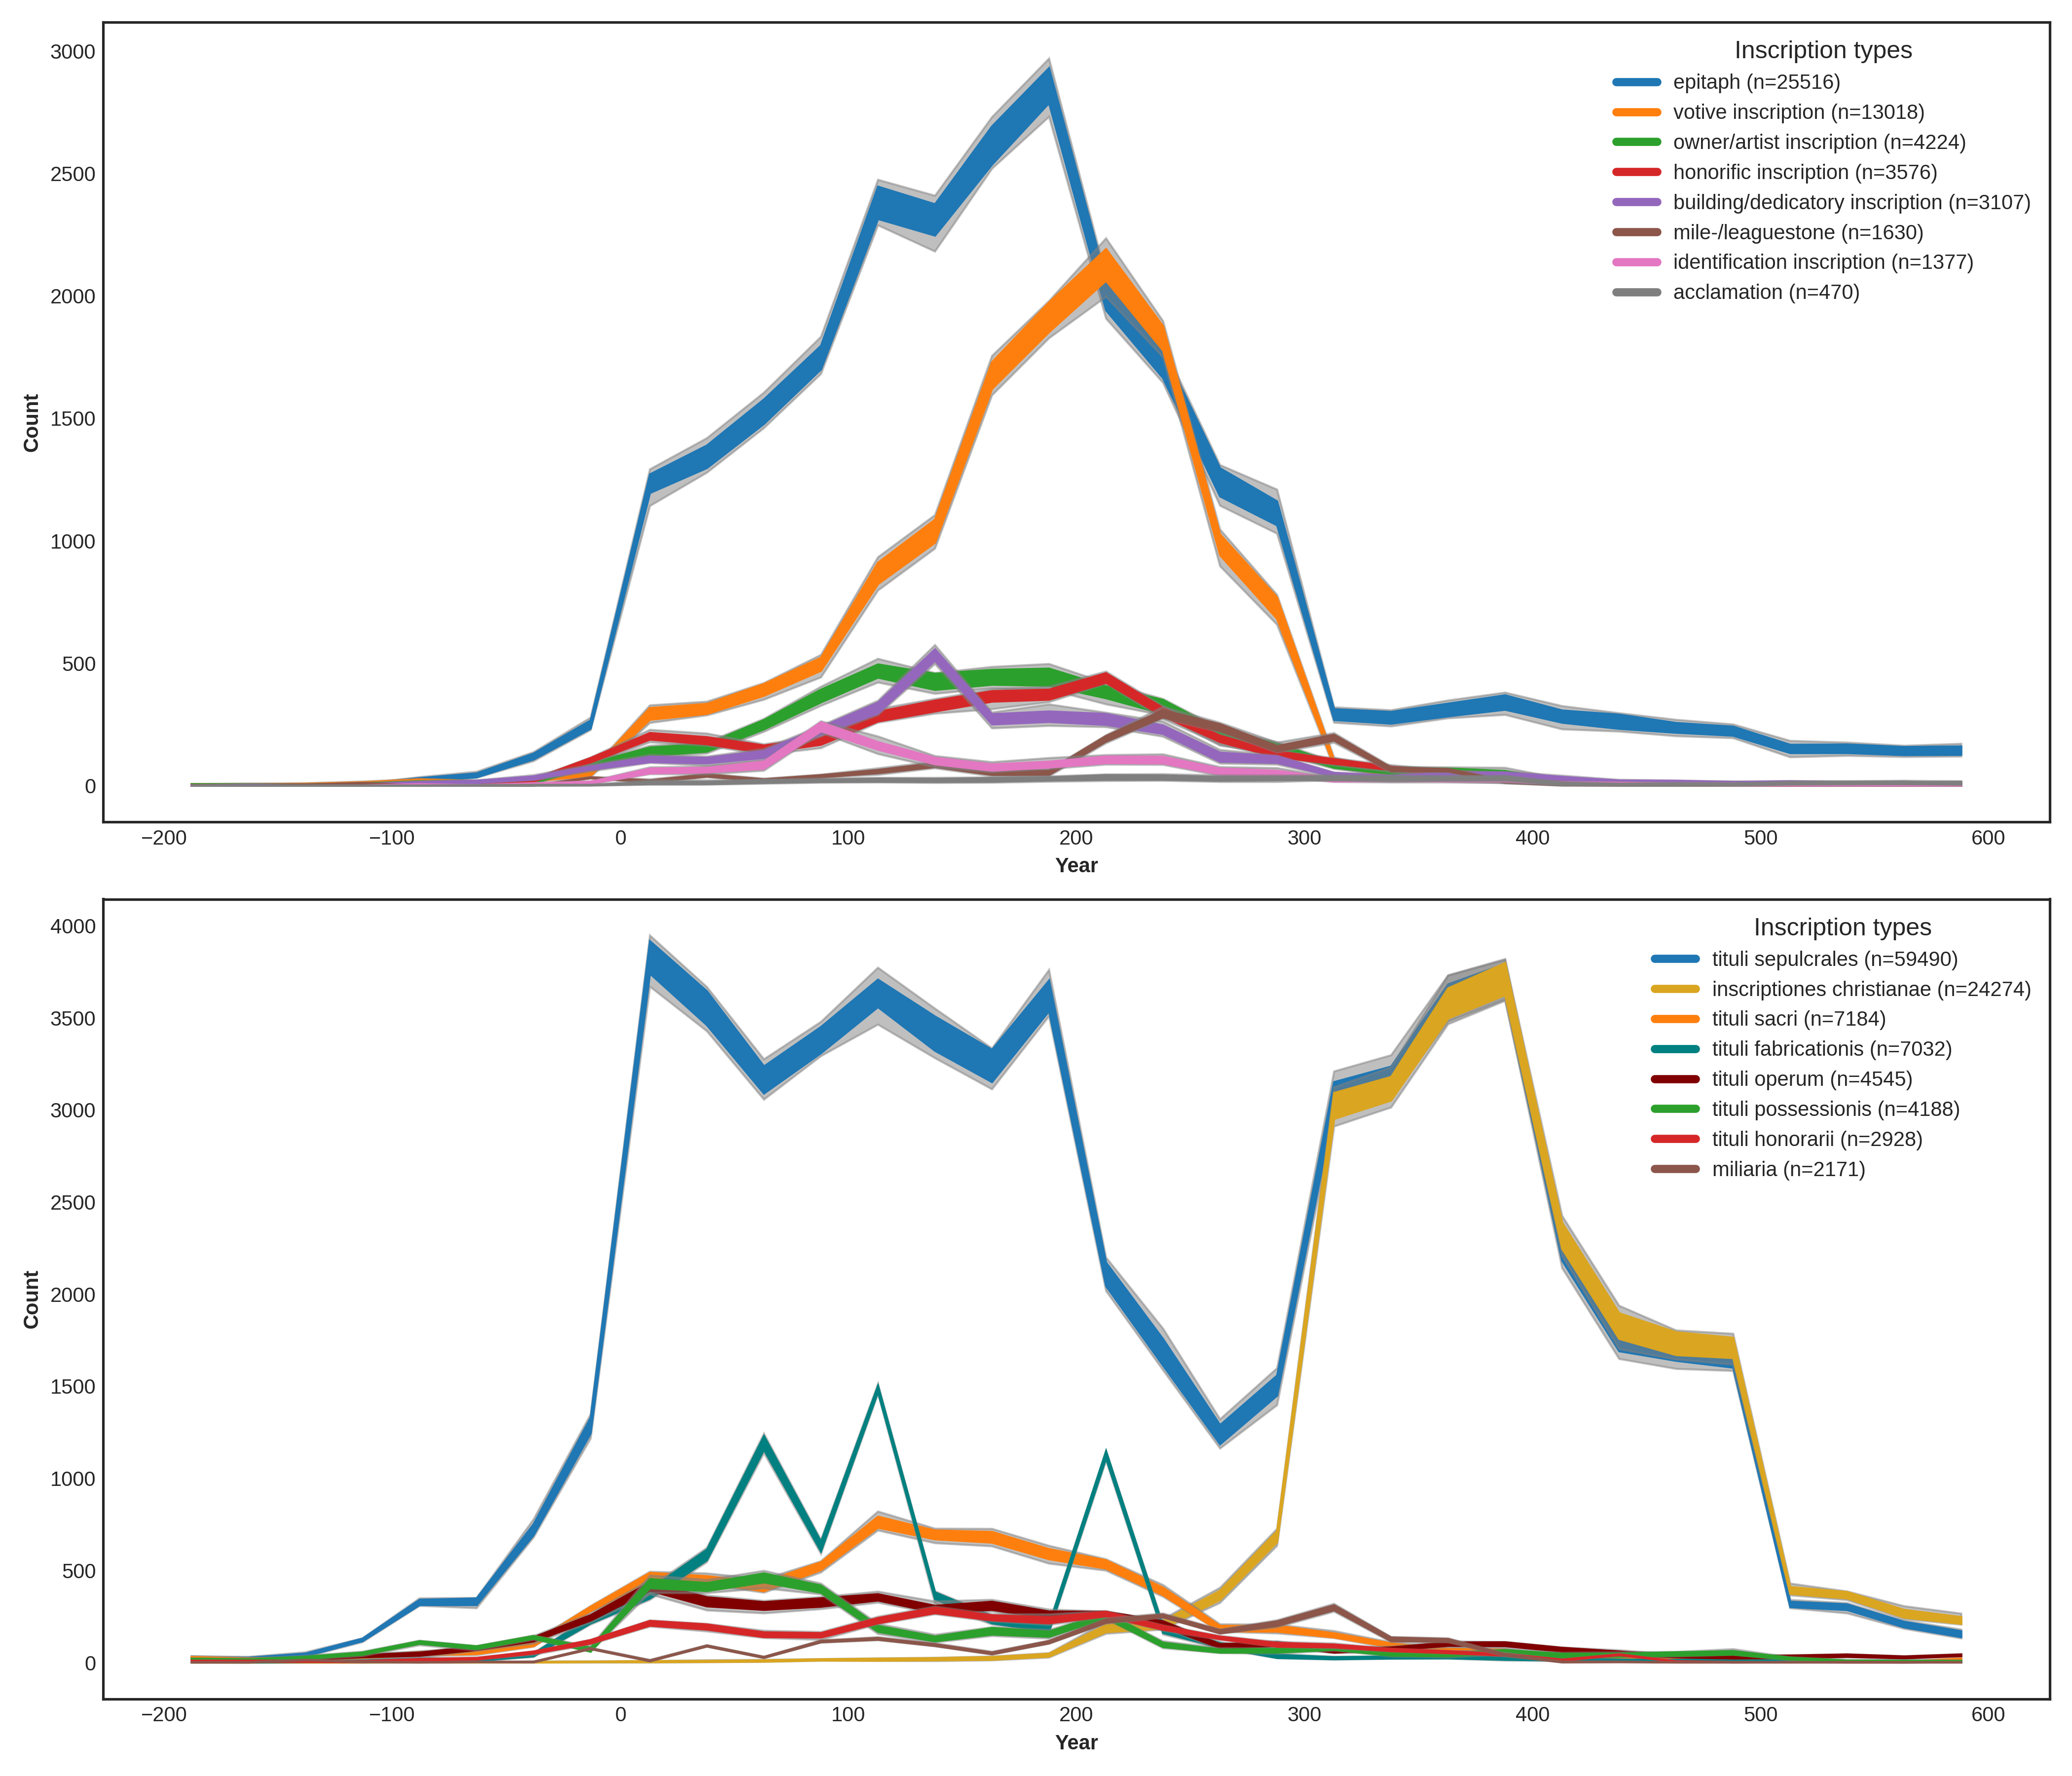 3000
2500
2000
1500
1000
500
0
Count
−200 −100 0 100 200 300 400 500 600
Year
Inscription types
epitaph (n=25516)
votive inscription (n=13018)
owner/artist inscription (n=4224)
honorific inscription (n=3576)
building/dedicatory inscription (n=3107)
mile-/leaguestone (n=1630)
identification inscription (n=1377)
acclamation (n=470)
4000
3500
3000
2500
2000
1500
1000
500
0
Count
−200 −100 0 100 200 300 400 500 600
Year
Inscription types
tituli sepulcrales (n=59490)
inscriptiones christianae (n=24274)
tituli sacri (n=7184)
tituli fabricationis (n=7032)
tituli operum (n=4545)
tituli possessionis (n=4188)
tituli honorarii (n=2928)
miliaria (n=2171)